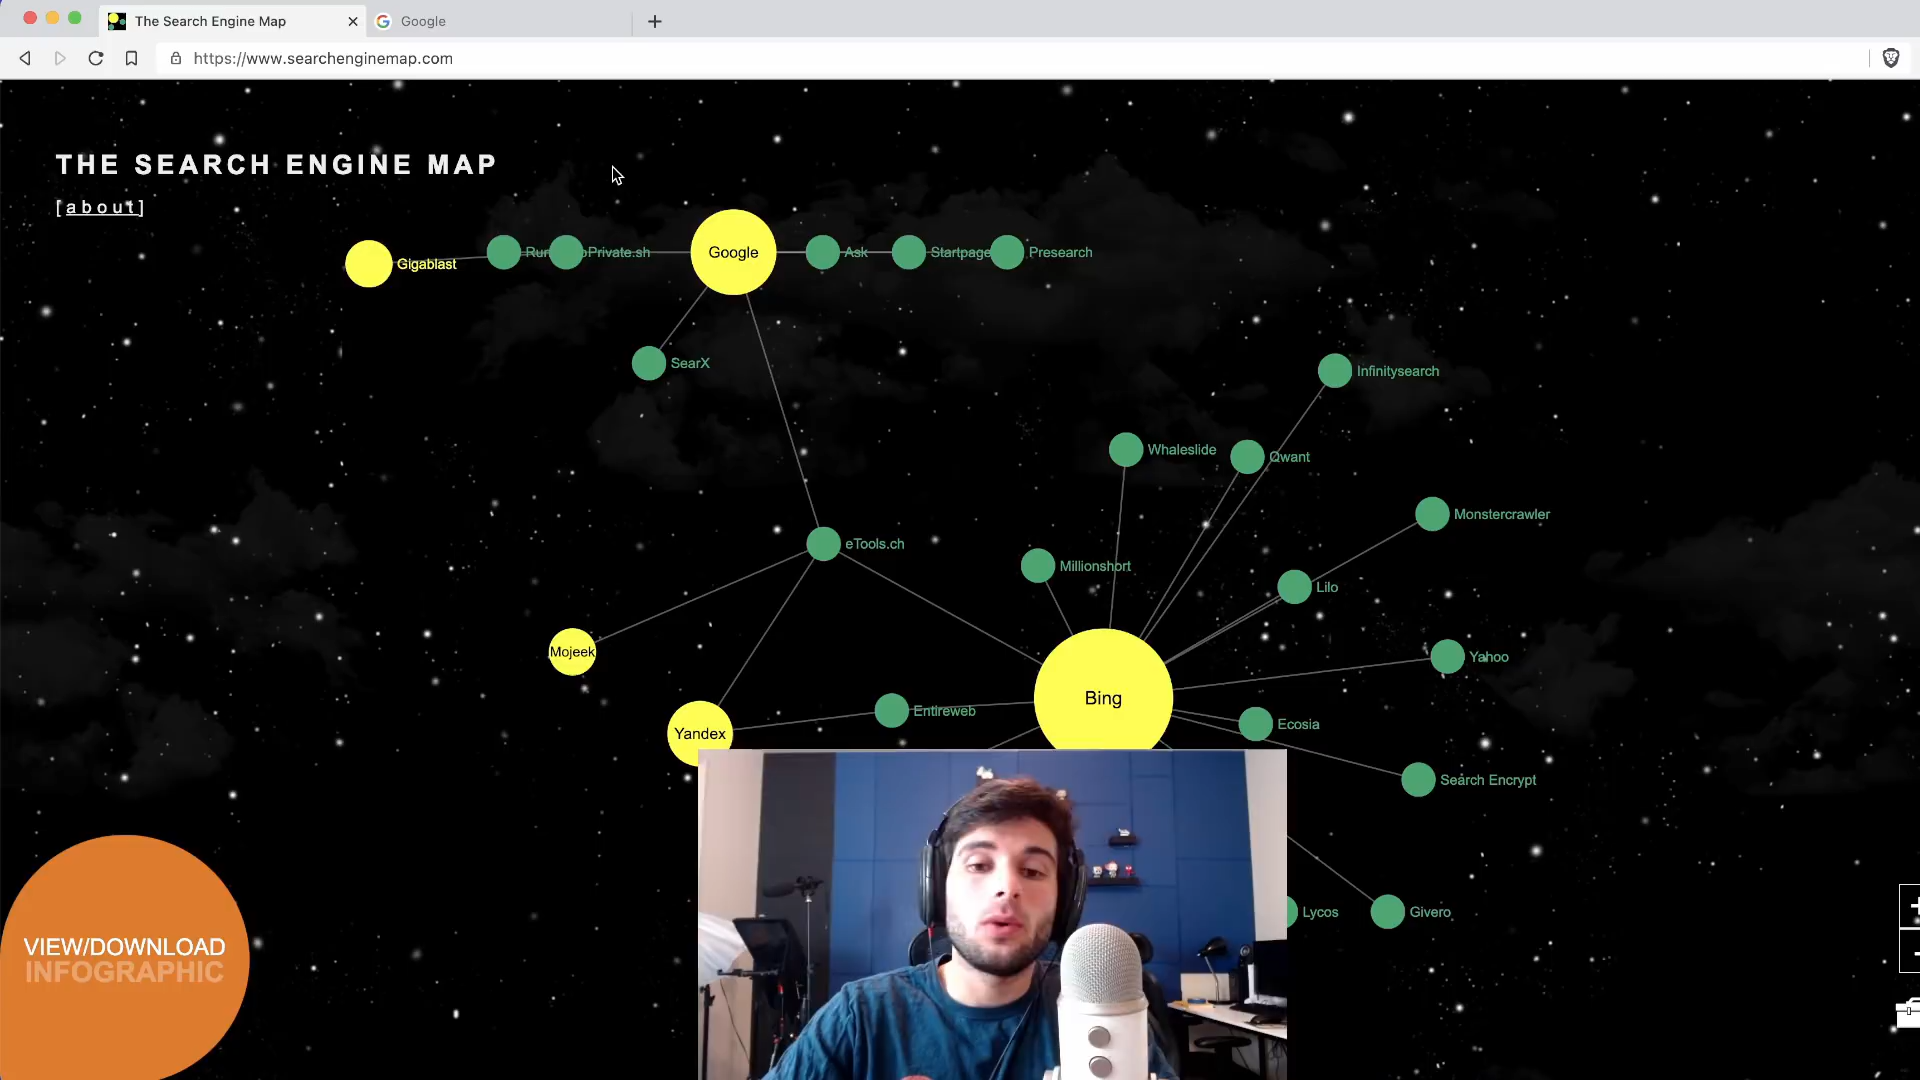 The Search Engine Map
Google
https://www.searchenginemap.com
THE SEARCH ENGINE MAP
[about]
Google
Private.sh
Ask
Startpage
Presearch
Gigablast
SearX
Infinitysearch
Whaleslide
Qwant
Monstercrawler
eTools.ch
Millionshort
Lilo
Mojeek
Yahoo
Bing
Entireweb
Ecosia
Yandex
Search Encrypt
Lycos
Givero
VIEW/DOWNLOAD
INFOGRAPHIC